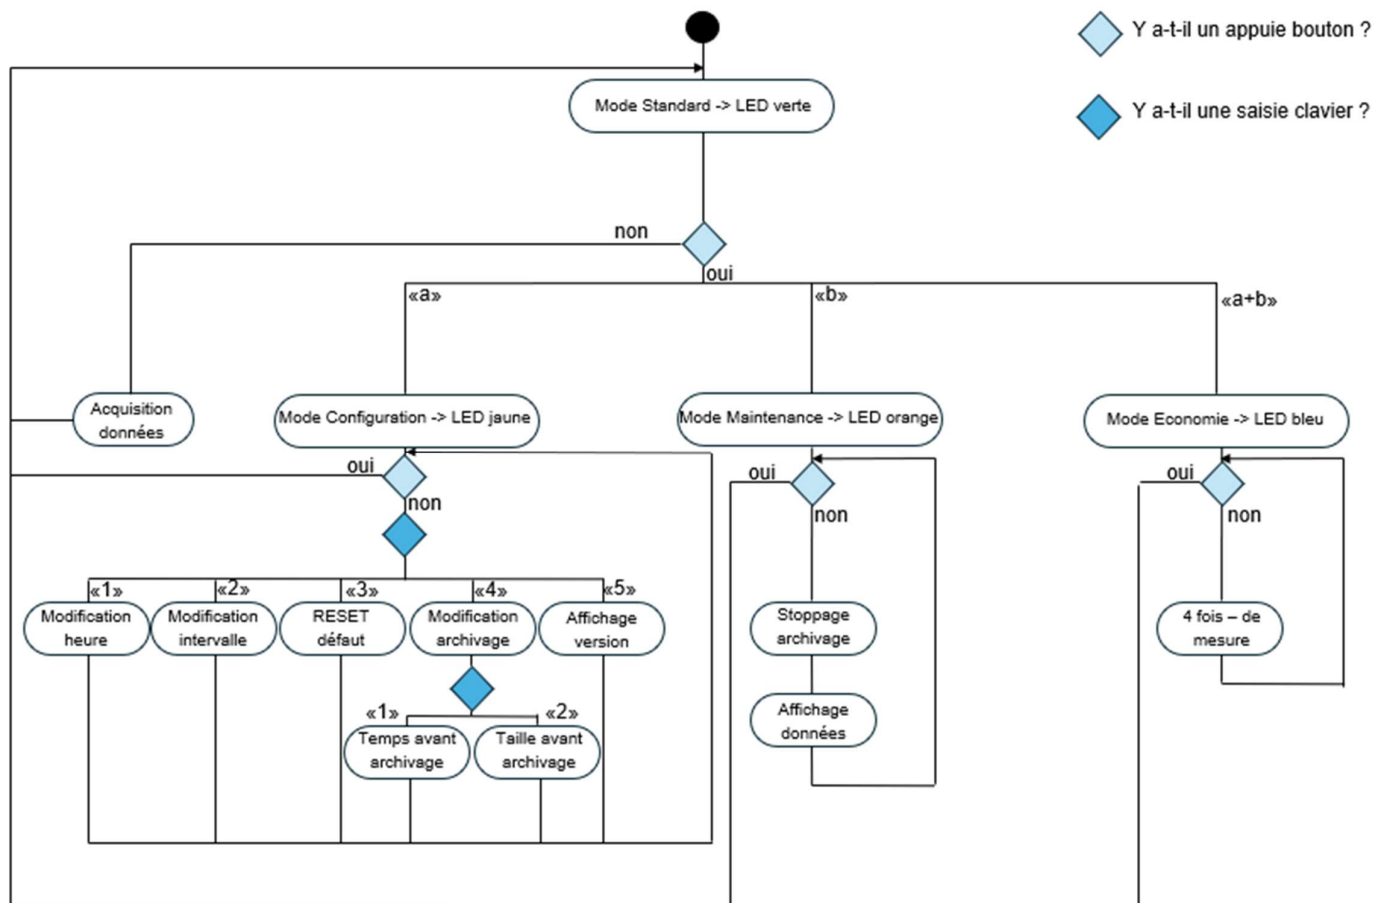 Y a-t-il un appuie bouton ?
Mode Standard -> LED verte
Y a-t-il une saisie clavier ?
non
oui
«a»
«b»
«a+b»
Acquisition
données
Mode Configuration -> LED jaune
Mode Maintenance -> LED orange
Mode Economie -> LED bleu
oui
non
oui
non
oui
non
«1»
«2»
«3»
«4»
«5»
Modification
heure
Modification
intervalle
RESET
défaut
Modification
archivage
Affichage
version
Stoppage
archivage
4 fois – de
mesure
«1»
«2»
Temps avant
archivage
Taille avant
archivage
Affichage
données